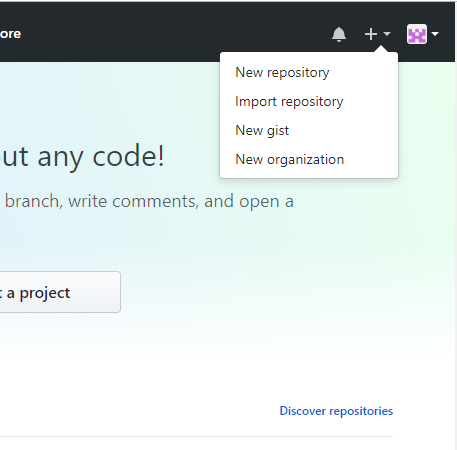 ore
New repository
Import repository
New gist
New organization
ut any code!
branch, write comments, and open a
t a project
Discover repositories